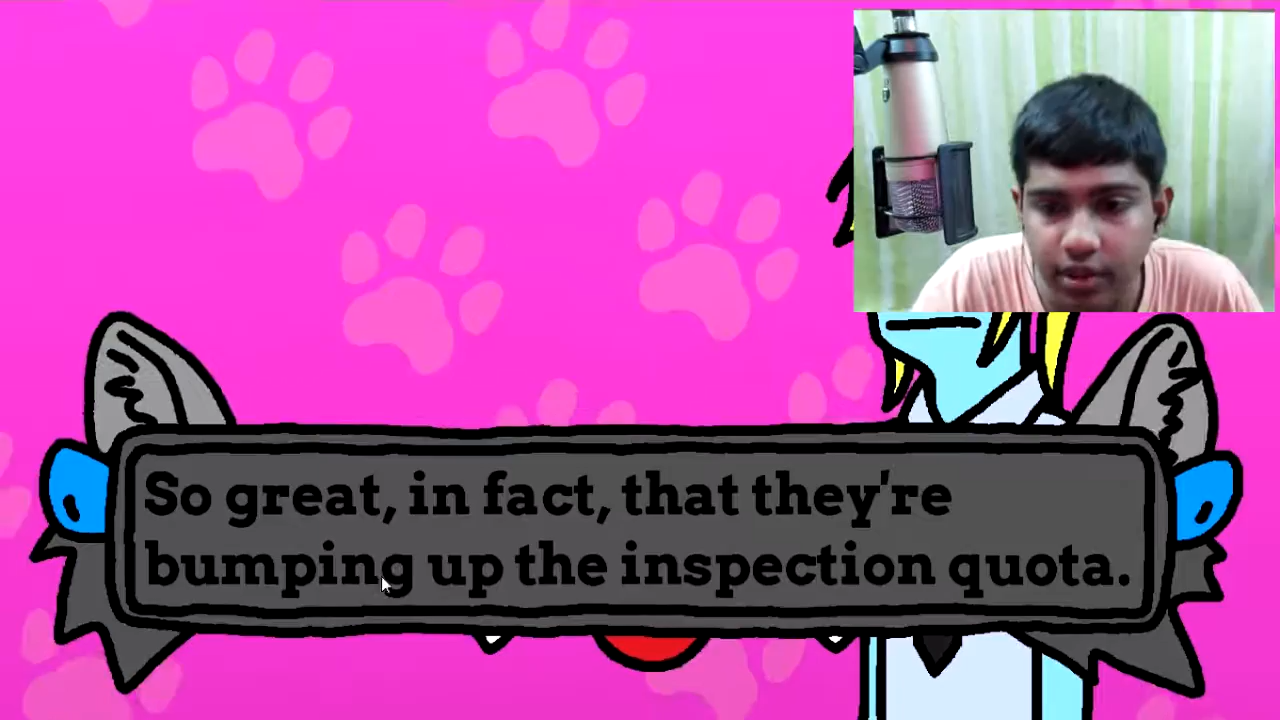 So great, in fact, that they're
bumping up the inspection quota.